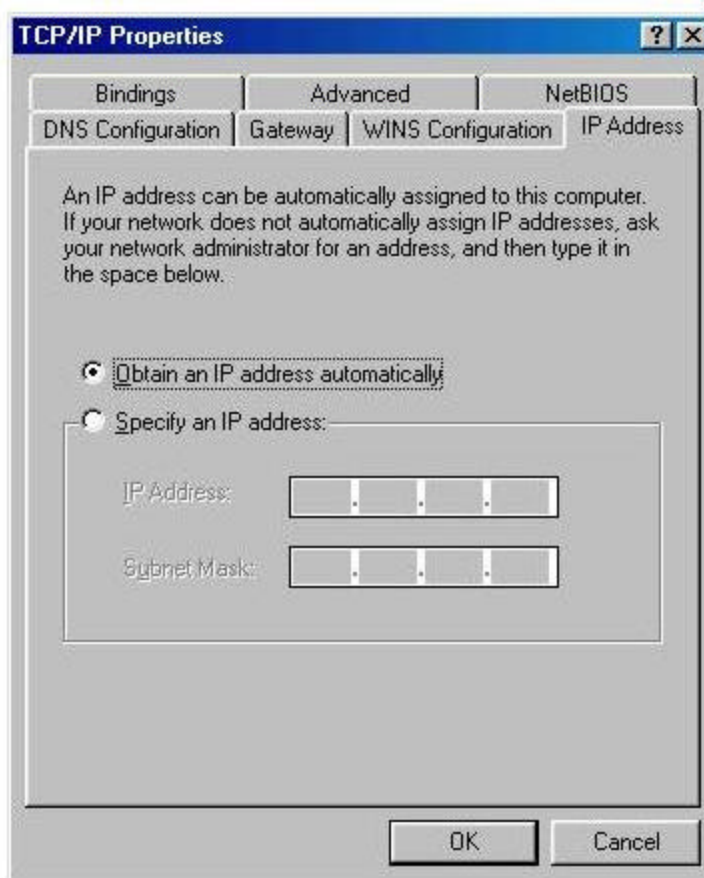 TCP/IP Properties
Bindings
Advanced
NetBIOS
DNS Configuration
Gateway
WINS Configuration
IP Address
An IP address can be automatically assigned to this computer.
If your network does not automatically assign IP addresses, ask
your network administrator for an address, and then type it in
the space below.
Obtain an IP address automatically
Specify an IP address:
IP Address:
Subnet Mask:
OK
Cancel